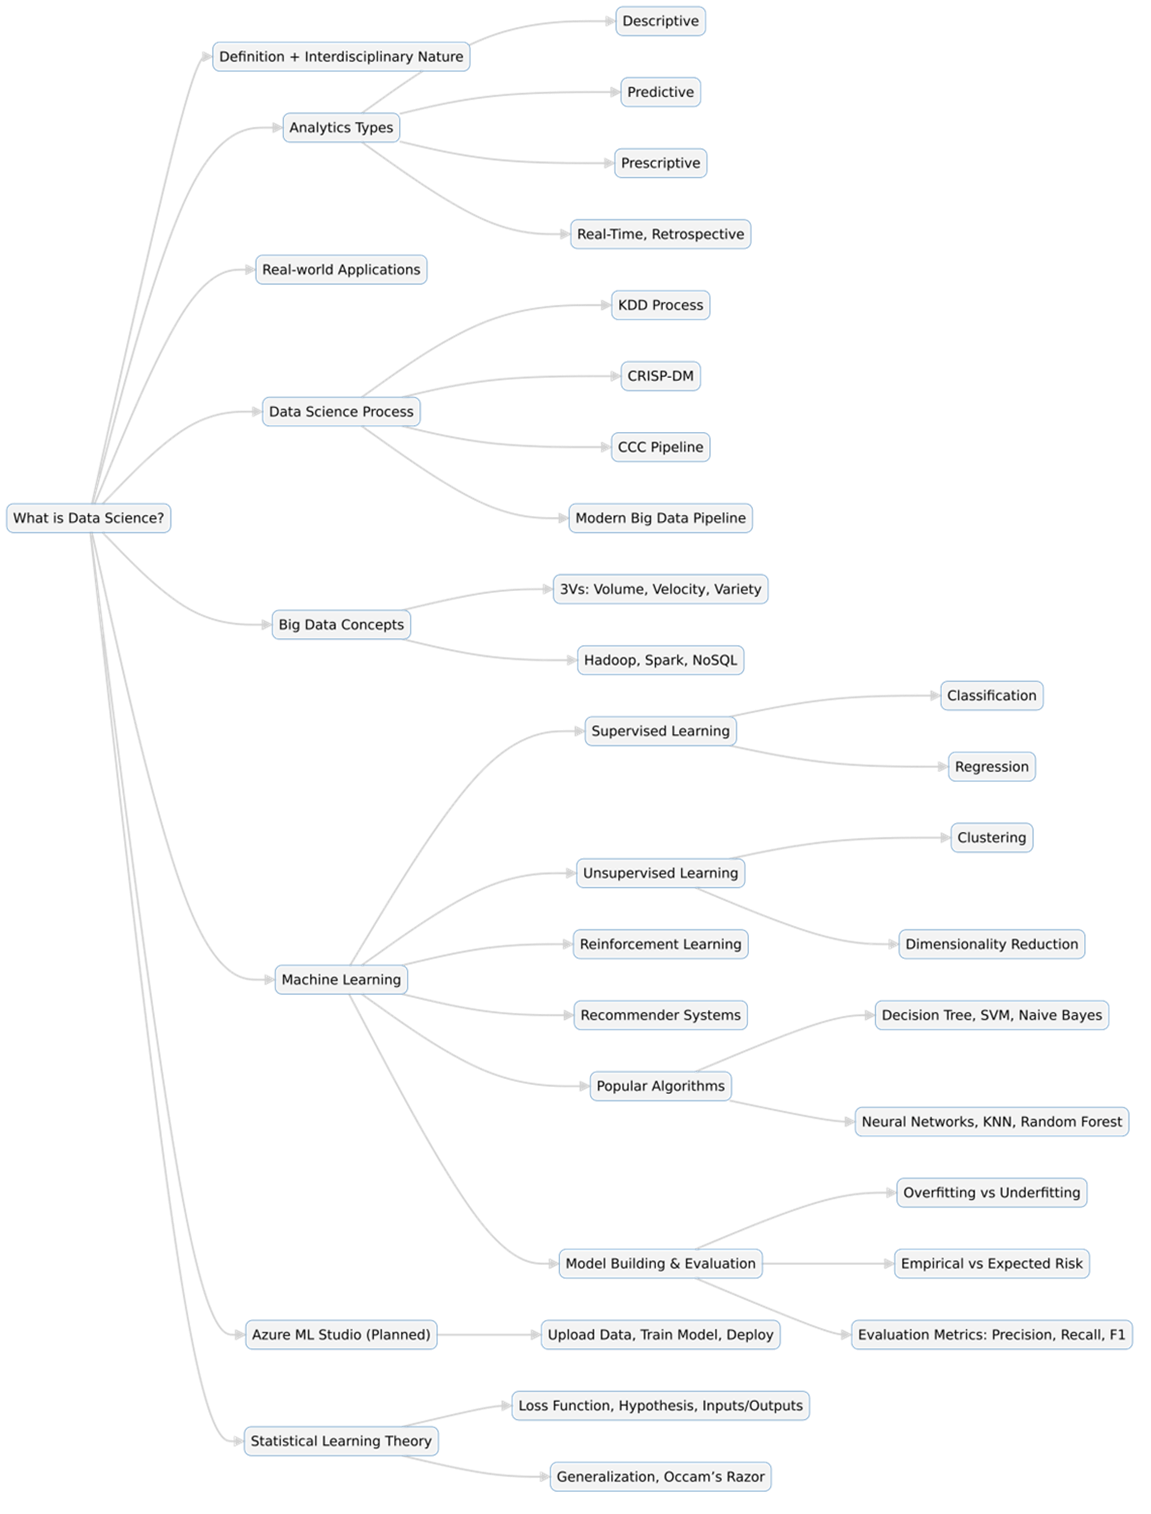 What is Data Science?
Definition + Interdisciplinary Nature
Analytics Types
Descriptive
Predictive
Prescriptive
Real-Time, Retrospective
Real-world Applications
Data Science Process
KDD Process
CRISP-DM
CCC Pipeline
Modern Big Data Pipeline
Big Data Concepts
3Vs: Volume, Velocity, Variety
Hadoop, Spark, NoSQL
Machine Learning
Supervised Learning
Classification
Regression
Unsupervised Learning
Clustering
Dimensionality Reduction
Reinforcement Learning
Recommender Systems
Popular Algorithms
Decision Tree, SVM, Naive Bayes
Neural Networks, KNN, Random Forest
Model Building & Evaluation
Overfitting vs Underfitting
Empirical vs Expected Risk
Evaluation Metrics: Precision, Recall, F1
Azure ML Studio (Planned)
Upload Data, Train Model, Deploy
Statistical Learning Theory
Loss Function, Hypothesis, Inputs/Outputs
Generalization, Occam’s Razor